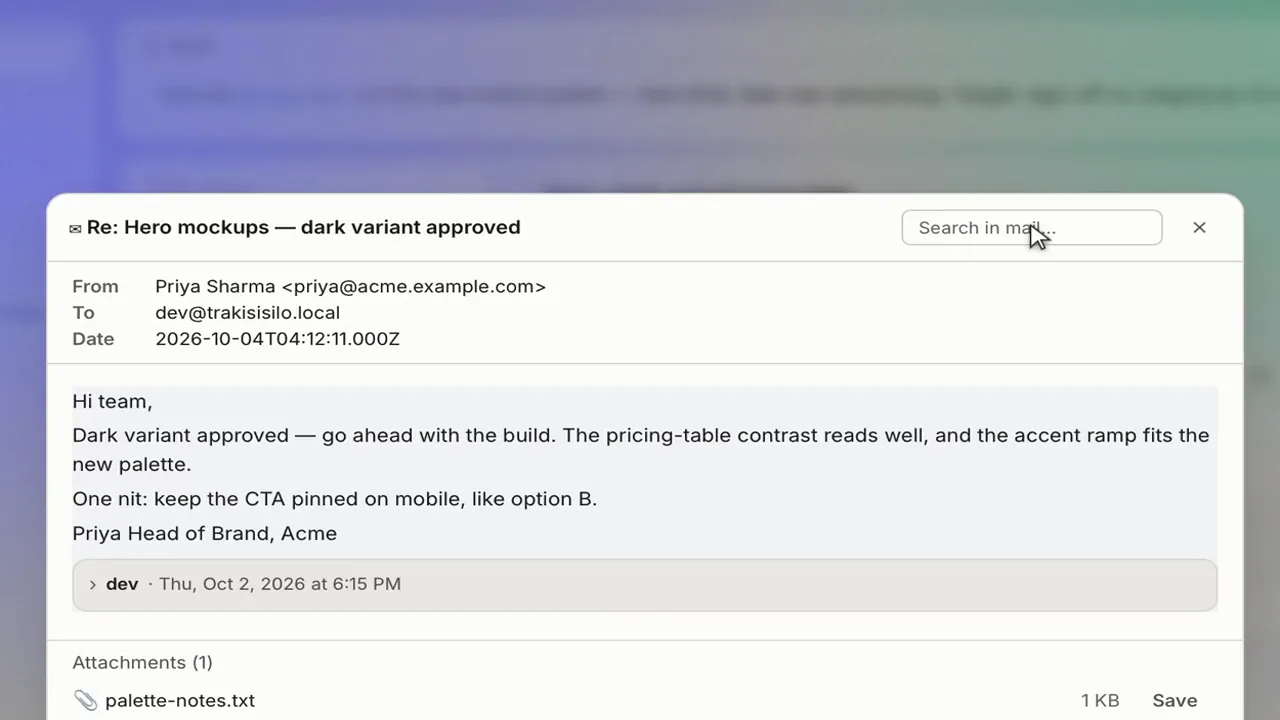 Re: Hero mockups — dark variant approved
Search in mail...
From Priya Sharma <priya@acme.example.com>
To dev@trakisisilo.local
Date 2026-10-04T04:12:11.000Z
Hi team,
Dark variant approved — go ahead with the build. The pricing-table contrast reads well, and the accent ramp fits the
new palette.
One nit: keep the CTA pinned on mobile, like option B.
Priya Head of Brand, Acme
› dev · Thu, Oct 2, 2026 at 6:15 PM
Attachments (1)
palette-notes.txt 1 KB Save